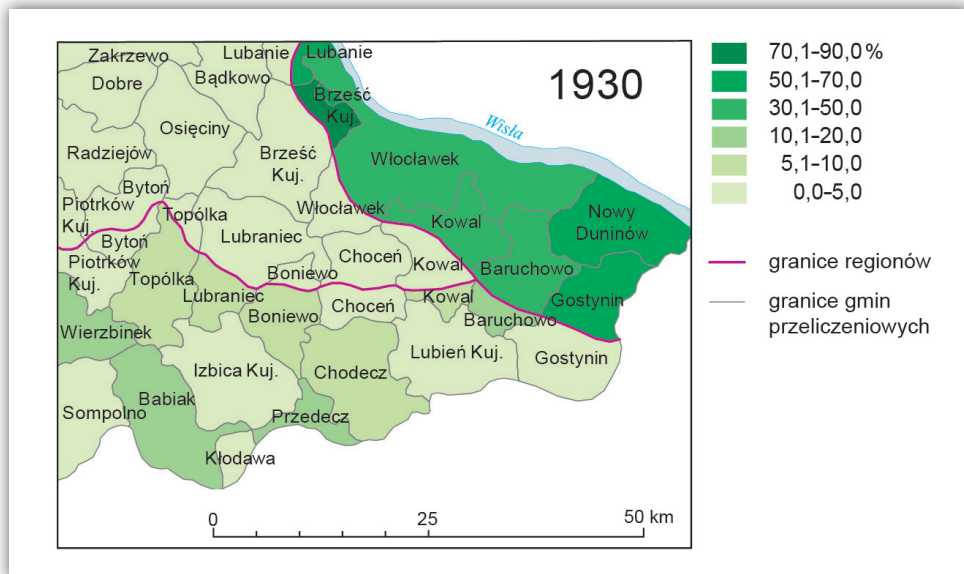 1930
Zakrzewo
Lubanie
Lubanie
Dobre
Bądkowo
Brześć
Kuj.
Osięciny
Wisła
Radziejów
Brześć
Kuj.
Włocławek
Bytoń
Piotrków
Kuj.
Topólka
Włocławek
Nowy
Duninów
Kowal
Bytoń
Lubraniec
Choceń
Piotrków
Kuj.
Topólka
Boniewo
Kowal
Baruchowo
Lubraniec
Choceń
Kowal
Gostynin
Wierzbinek
Boniewo
Baruchowo
Izbica Kuj.
Chodecz
Lubień Kuj.
Gostynin
Sompolno
Babiak
Przedecz
Kłodawa
0 25 50 km
70,1–90,0 %
50,1–70,0
30,1–50,0
10,1–20,0
5,1–10,0
0,0–5,0
granice regionów
granice gmin
przeliczeniowych